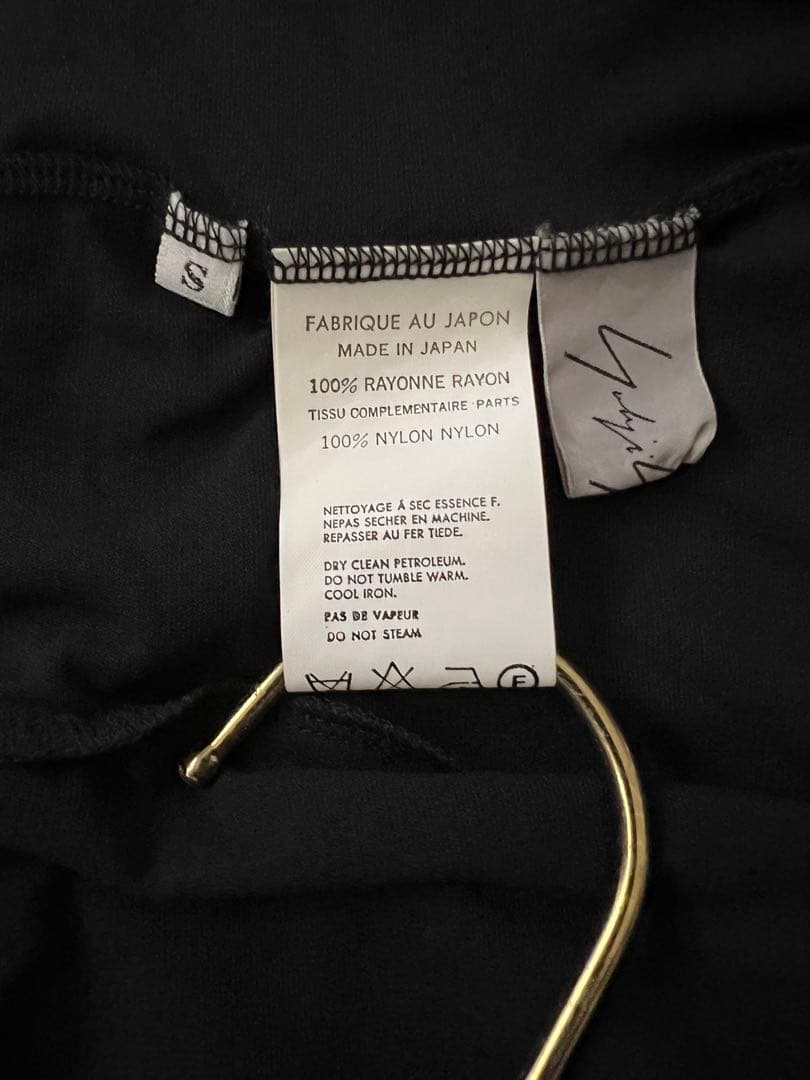 S
FABRIQUE AU JAPON
MADE IN JAPAN
100% RAYONNE RAYON
TISSU COMPLEMENTAIRE·PARTS
100% NYLON NYLON
NETTOYAGE Á SEC ESSENCE F.
NEPAS SECHER EN MACHINE.
REPASSER AU FER TIEDE.
DRY CLEAN PETROLEUM.
DO NOT TUMBLE WARM.
COOL IRON.
PAS DE VAPEUR
DO NOT STEAM
F